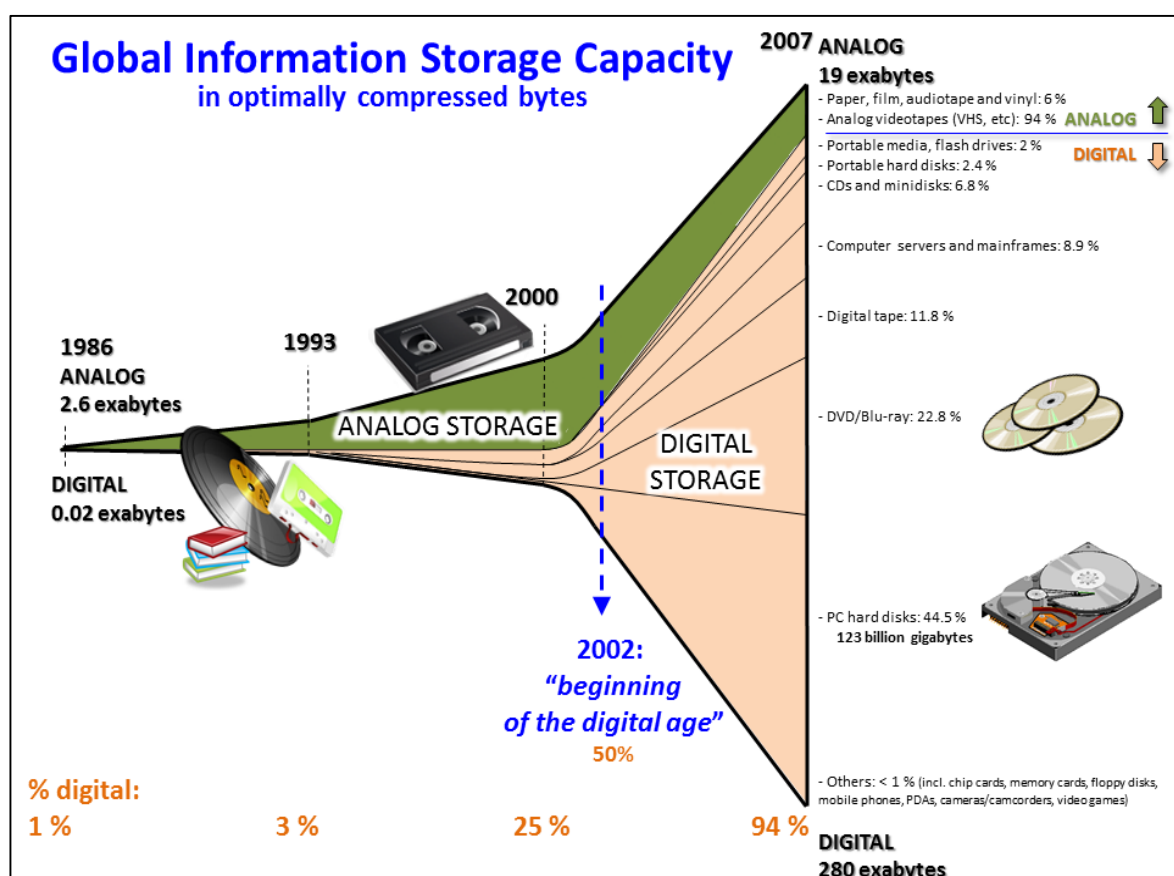 Global Information Storage Capacity
in optimally compressed bytes
2007
ANALOG
19 exabytes
- Paper, film, audiotape and vinyl: 6 %
- Analog videotapes (VHS, etc): 94 %
ANALOG
- Portable media, flash drives: 2 %
DIGITAL
- Portable hard disks: 2.4 %
- CDs and minidisks: 6.8 %
- Computer servers and mainframes: 8.9 %
2000
- Digital tape: 11.8 %
1993
1986
ANALOG
2.6 exabytes
ANALOG STORAGE
- DVD/Blu-ray: 22.8 %
DIGITAL
STORAGE
DIGITAL
0.02 exabytes
- PC hard disks: 44.5 %
123 billion gigabytes
2002:
"beginning
of the digital age"
50%
- Others: < 1 % (incl. chip cards, memory cards, floppy disks,
mobile phones, PDAs, cameras/camcorders, video games)
% digital:
1 %
3 %
25 %
94 %
DIGITAL
280 exabytes